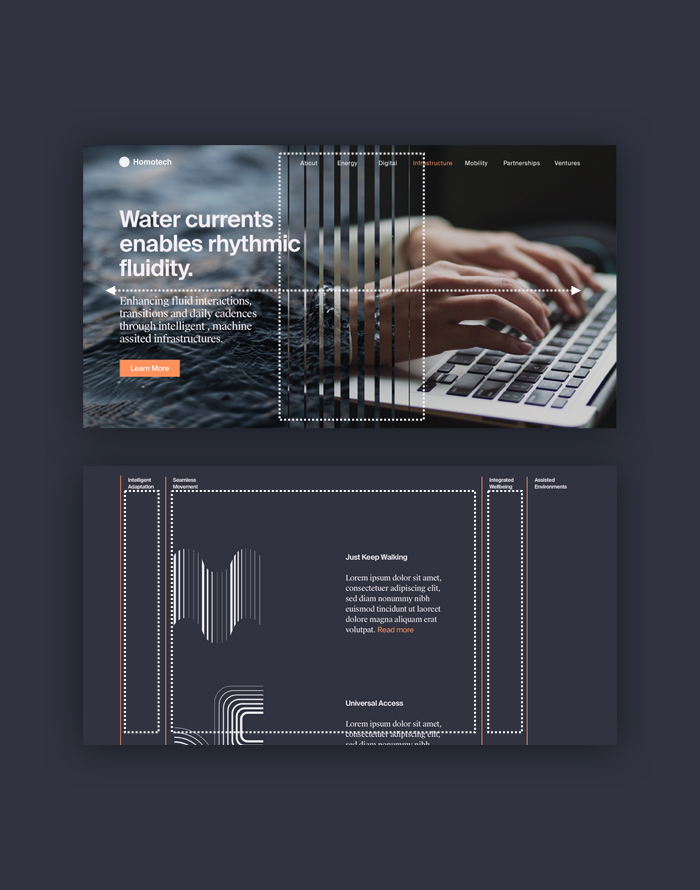 Homotech
About Energy Digital Infrastructure Mobility Partnerships Ventures
Water currents
enables rhythmic
fluidity.
Enhancing fluid interactions,
transitions and daily cadences
through intelligent , machine
assited infrastructures.
Learn More
Intelligent
Adaptation
Seamless
Movement
Integrated
Wellbeing
Assisted
Environments
Just Keep Walking
Lorem ipsum dolor sit amet,
consectetuer adipiscing elit,
sed diam nonummy nibh
euismod tincidunt ut laoreet
dolore magna aliquam erat
volutpat. Read more
Universal Access
Lorem ipsum dolor sit amet,
consectetuer adipiscing elit,
sed diam nonummy nibh